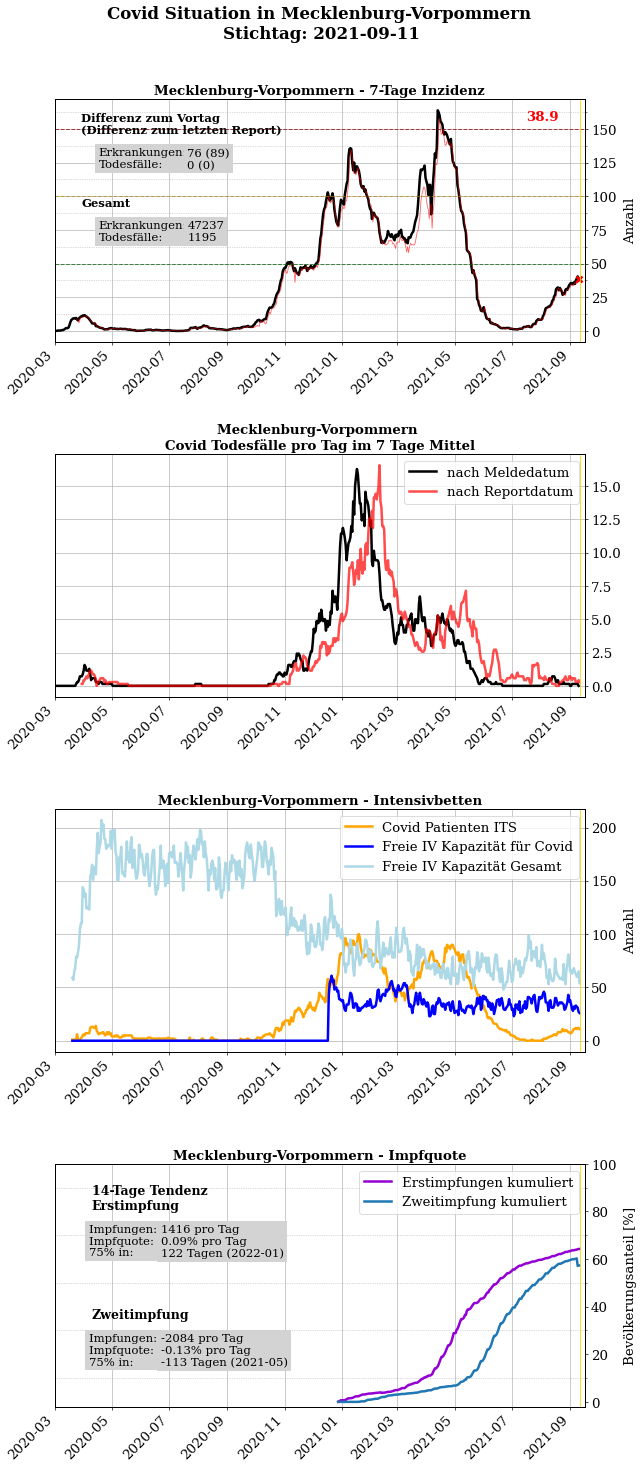 Covid Situation in Mecklenburg-Vorpommern
Stichtag: 2021-09-11
Mecklenburg-Vorpommern - 7-Tage Inzidenz
38.9
Differenz zum Vortag
(Differenz zum letzten Report)
Erkrankungen 76 (89)
Todesfälle: 0 (0)
Gesamt
Erkrankungen 47237
Todesfälle: 1195
150
125
100
75
50
25
0
Anzahl
2020-03 2020-05 2020-07 2020-09 2020-11 2021-01 2021-03 2021-05 2021-07 2021-09
Mecklenburg-Vorpommern
Covid Todesfälle pro Tag im 7 Tage Mittel
nach Meldedatum
nach Reportdatum
15.0
12.5
10.0
7.5
5.0
2.5
0.0
2020-03 2020-05 2020-07 2020-09 2020-11 2021-01 2021-03 2021-05 2021-07 2021-09
Mecklenburg-Vorpommern - Intensivbetten
Covid Patienten ITS
Freie IV Kapazität für Covid
Freie IV Kapazität Gesamt
200
150
100
50
0
Anzahl
2020-03 2020-05 2020-07 2020-09 2020-11 2021-01 2021-03 2021-05 2021-07 2021-09
Mecklenburg-Vorpommern - Impfquote
Erstimpfungen kumuliert
Zweitimpfung kumuliert
14-Tage Tendenz
Erstimpfung
Impfungen: 1416 pro Tag
Impfquote: 0.09% pro Tag
75% in: 122 Tagen (2022-01)
Zweitimpfung
Impfungen: -2084 pro Tag
Impfquote: -0.13% pro Tag
75% in: -113 Tagen (2021-05)
100
80
60
40
20
0
Bevölkerungsanteil [%]
2020-03 2020-05 2020-07 2020-09 2020-11 2021-01 2021-03 2021-05 2021-07 2021-09